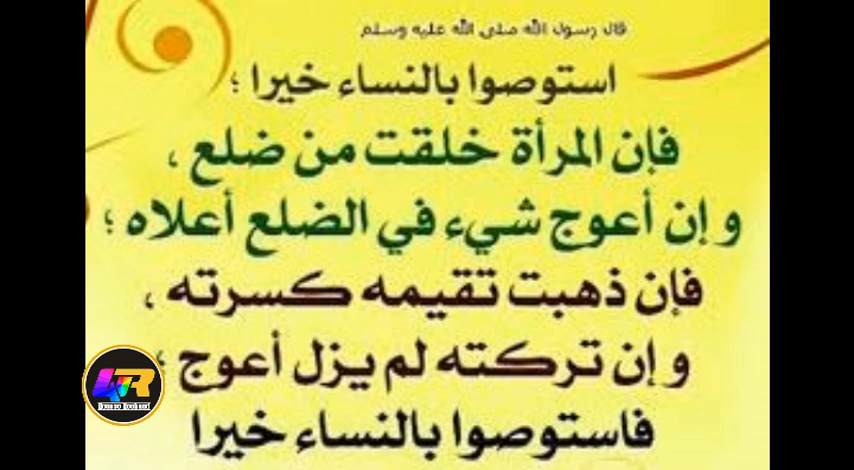 قال رسول الله صلى الله عليه وسلم
استوصوا بالنساء خيرا ؛
فإن المرأة خلقت من ضلع ،
و إن أعوج شيء في الضلع أعلاه ؛
فإن ذهبت تقيمه كسرته ،
و إن تركته لم يزل أعوج ؛
فاستوصوا بالنساء خيرا